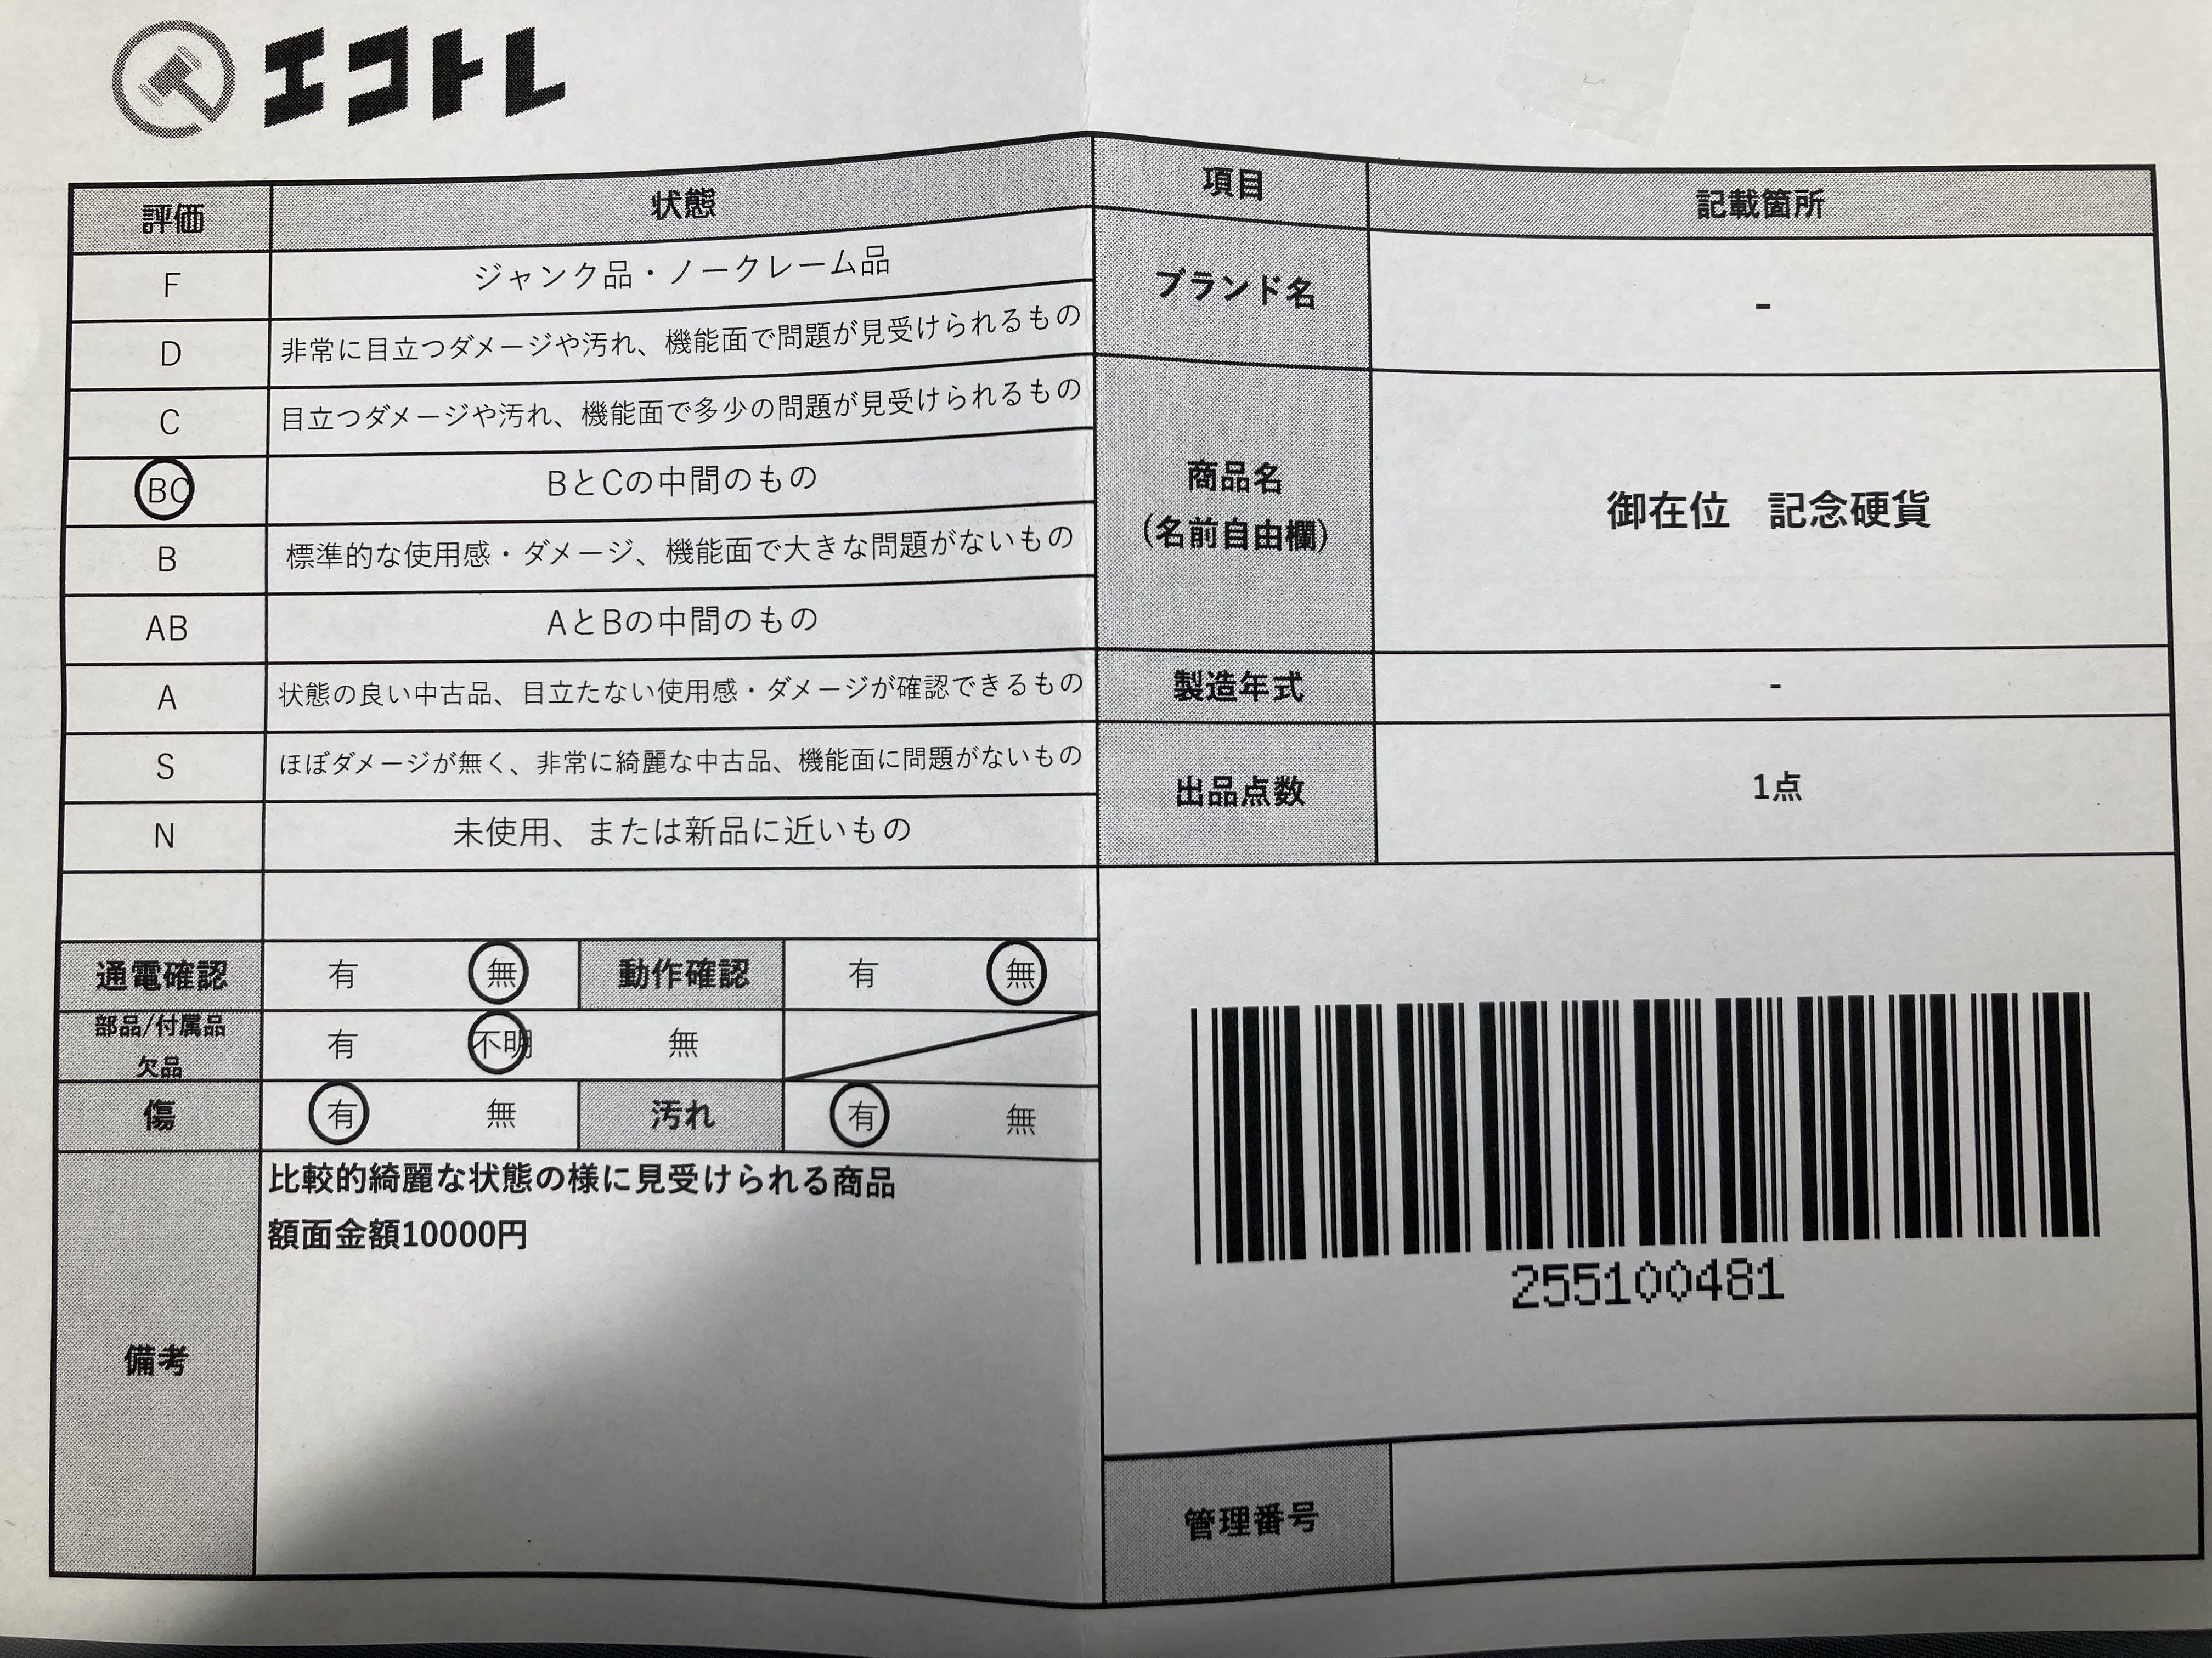 エコトレ
評価 状態
F ジャンク品・ノークレーム品
D 非常に目立つダメージや汚れ、機能面で問題が見受けられるもの
C 目立つダメージや汚れ、機能面で多少の問題が見受けられるもの
BC BとCの中間のもの
B 標準的な使用感・ダメージ、機能面で大きな問題がないもの
AB AとBの中間のもの
A 状態の良い中古品、目立たない使用感・ダメージが確認できるもの
S ほぼダメージが無く、非常に綺麗な中古品、機能面に問題がないもの
N 未使用、または新品に近いもの
通電確認 有 無 動作確認 有 無
部品/付属品
欠品 有 不明 無
傷 有 無 汚れ 有 無
備考
比較的綺麗な状態の様に見受けられる商品
額面金額10000円
項目 記載箇所
ブランド名 -
商品名
(名前自由欄)
御在位 記念硬貨
製造年式 -
出品点数 1点
255100481
管理番号